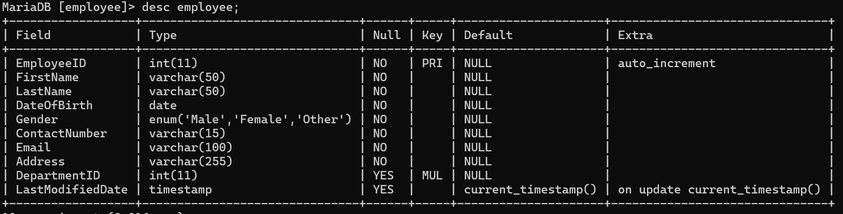 MariaDB [employee]> desc employee;
+------------------+--------------------------------+------+-----+---------------------+-------------------------------+
| Field | Type | Null | Key | Default | Extra |
+------------------+--------------------------------+------+-----+---------------------+-------------------------------+
| EmployeeID | int(11) | NO | PRI | NULL | auto_increment |
| FirstName | varchar(50) | NO | | NULL | |
| LastName | varchar(50) | NO | | NULL | |
| DateOfBirth | date | NO | | NULL | |
| Gender | enum('Male','Female','Other') | NO | | NULL | |
| ContactNumber | varchar(15) | NO | | NULL | |
| Email | varchar(100) | NO | | NULL | |
| Address | varchar(255) | NO | | NULL | |
| DepartmentID | int(11) | YES | MUL | NULL | |
| LastModifiedDate | timestamp | YES | | current_timestamp() | on update current_timestamp() |
+------------------+--------------------------------+------+-----+---------------------+-------------------------------+